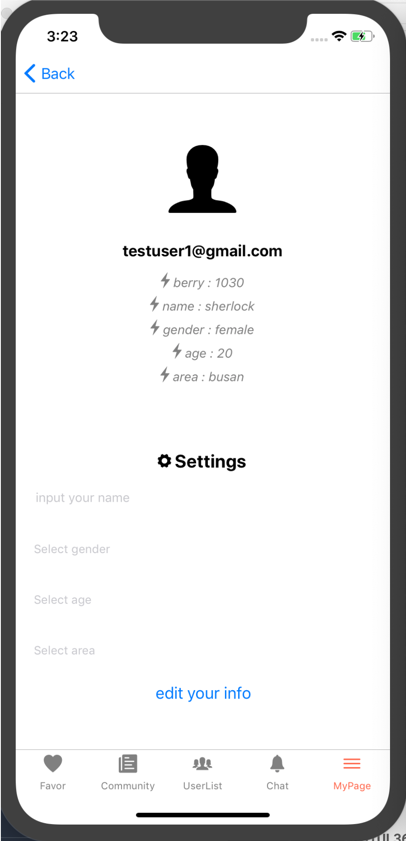 3:23
Back
testuser1@gmail.com
berry : 1030
name : sherlock
gender : female
age : 20
area : busan
Settings
input your name
Select gender
Select age
Select area
edit your info
Favor Community UserList Chat MyPage